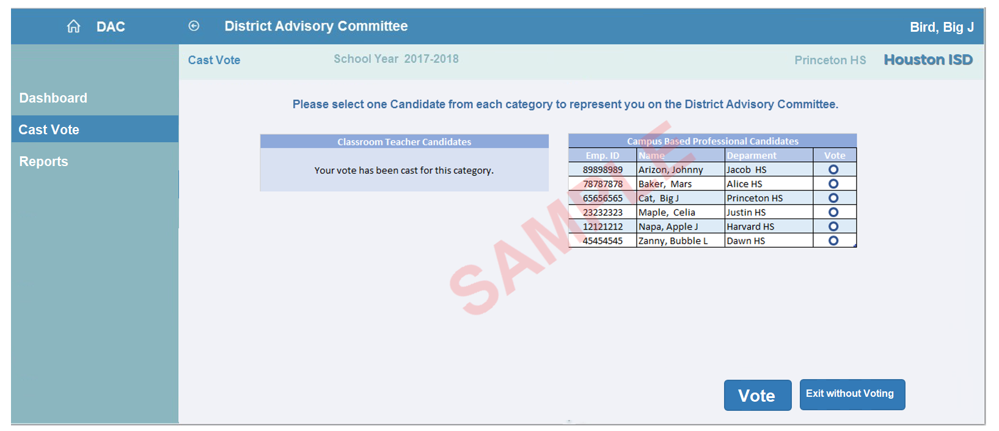 DAC District Advisory Committee Bird, Big J
Cast Vote School Year 2017-2018 Princeton HS Houston ISD
Dashboard
Cast Vote
Reports
Please select one Candidate from each category to represent you on the District Advisory Committee.
Classroom Teacher Candidates
Your vote has been cast for this category.
Campus Based Professional Candidates
Emp. ID Name Deparment Vote
89898989 Arizon, Johnny Jacob HS
78787878 Baker, Mars Alice HS
65656565 Cat, Big J Princeton HS
23232323 Maple, Celia Justin HS
12121212 Napa, Apple J Harvard HS
45454545 Zanny, Bubble L Dawn HS
SAMPLE
Vote Exit without Voting